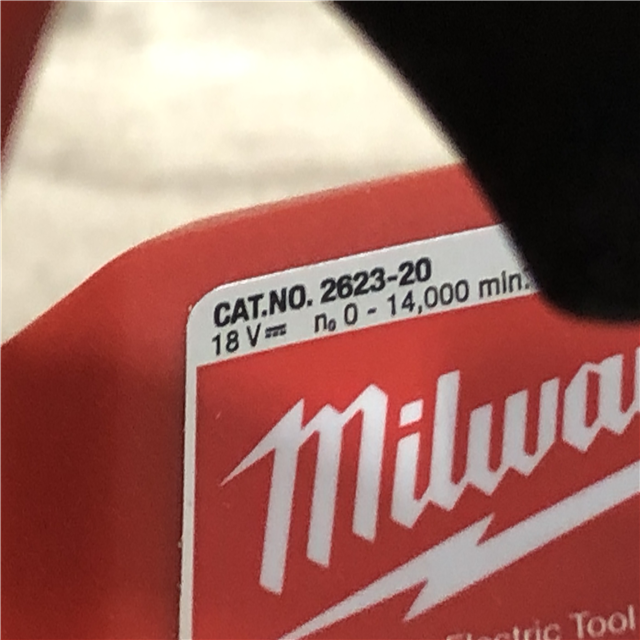 CAT.NO. 2623-20
18 V⎓ n₀ 0 - 14,000 min.
Milwa
Electric Tool